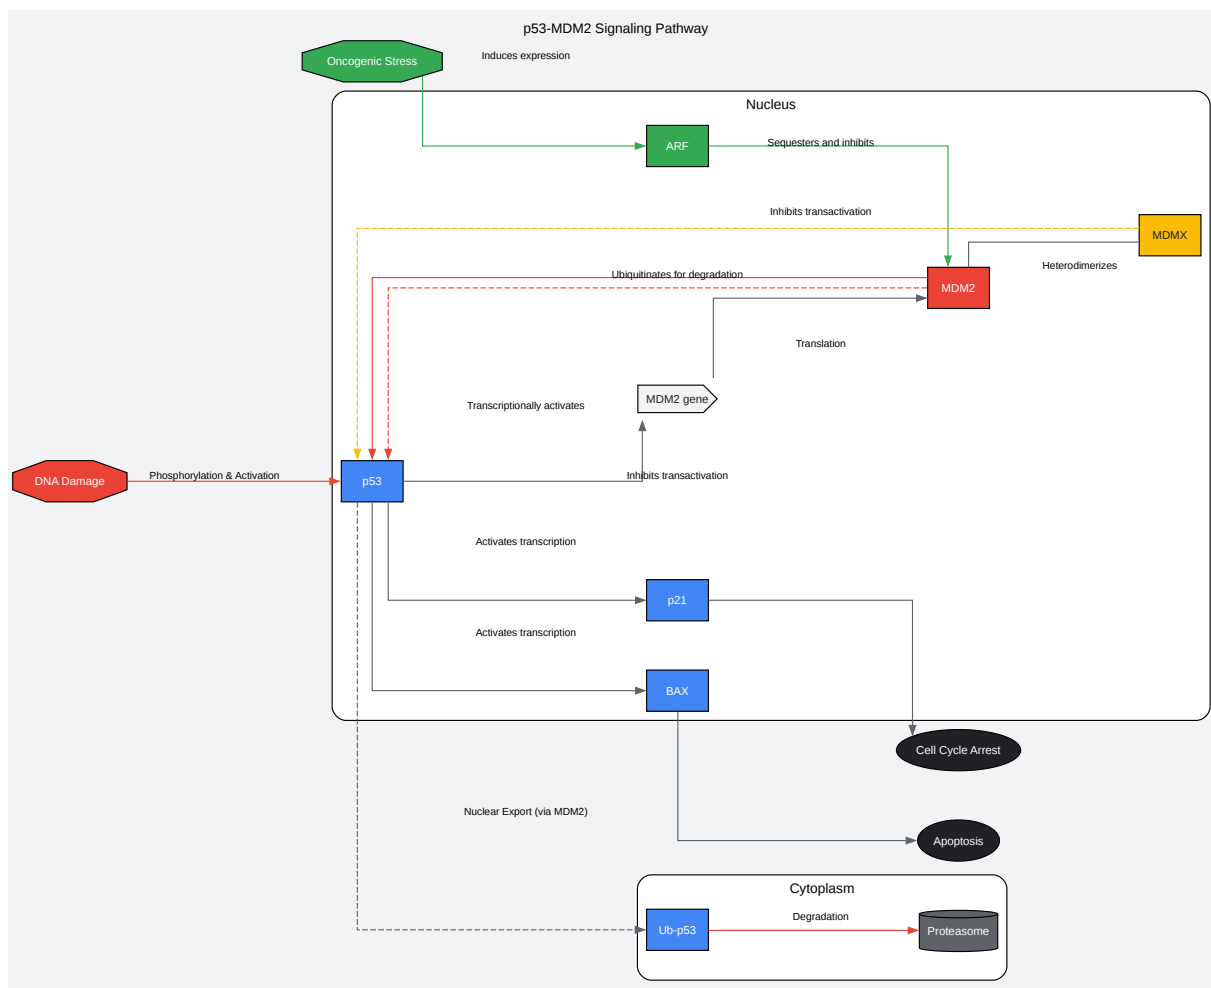 p53-MDM2 Signaling Pathway
Induces expression
Oncogenic Stress
Nucleus
ARF
Sequesters and inhibits
Inhibits transactivation
MDMX
Heterodimerizes
Ubiquitinates for degradation
MDM2
Translation
MDM2 gene
Transcriptionally activates
DNA Damage
Phosphorylation & Activation
p53
Inhibits transactivation
Activates transcription
p21
Activates transcription
BAX
Cell Cycle Arrest
Nuclear Export (via MDM2)
Apoptosis
Cytoplasm
Ub-p53
Degradation
Proteasome